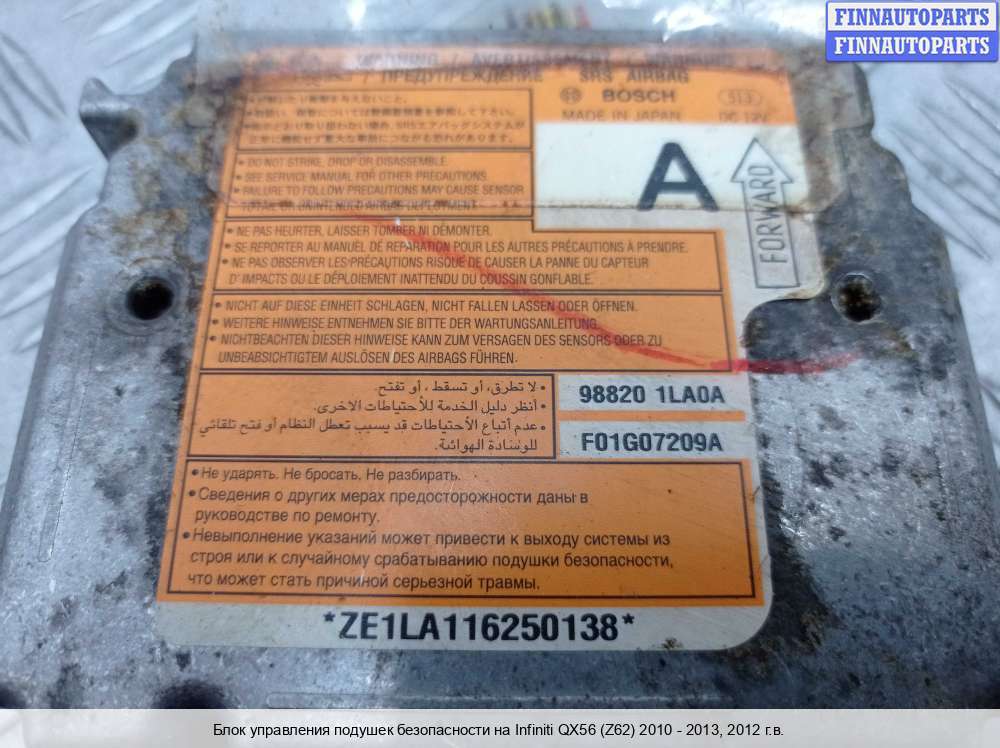 FINNAUTOPARTS
FINNAUTOPARTS
/ ПРЕДУПРЕЖДЕНИЕ SRS AIRBAG
BOSCH
MADE IN JAPAN
DC 12V
A
FORWARD
• DO NOT STRIKE, DROP OR DISASSEMBLE.
• SEE SERVICE MANUAL FOR OTHER PRECAUTIONS.
• FAILURE TO FOLLOW PRECAUTIONS MAY CAUSE SENSOR
TOTAL OR UNINTENDED AIRBAG DEPLOYMENT.
• NE PAS HEURTER, LAISSER TOMBER NI DÉMONTER.
• SE REPORTER AU MANUEL DE RÉPARATION POUR LES AUTRES PRÉCAUTIONS À PRENDRE.
• NE PAS OBSERVER LES PRÉCAUTIONS RISQUE DE CAUSER LA PANNE DU CAPTEUR
D' IMPACTS OU LE DÉPLOIEMENT INATTENDU DU COUSSIN GONFLABLE.
• NICHT AUF DIESE EINHEIT SCHLAGEN, NICHT FALLEN LASSEN ODER ÖFFNEN.
• WEITERE HINWEISE ENTNEHMEN SIE BITTE DER WARTUNGSANLEITUNG.
• NICHTBEACHTEN DIESER HINWEISE KANN ZUM VERSAGEN DES SENSORS ODER ZU
UNBEABSICHTIGTEM AUSLÖSEN DES AIRBAGS FÜHREN.
• لا تطرق، أو تسقط ، أو تفتح.
• أنظر دليل الخدمة للأحتياطات الاخرى.
• عدم أتباع الأحتياطات قد يسبب تعطل النظام أو فتح تلقائي
للوسادة الهوائية.
98820 1LA0A
F01G07209A
• Не ударять. Не бросать. Не разбирать.
• Сведения о других мерах предосторожности даны в
руководстве по ремонту.
• Невыполнение указаний может привести к выходу системы из
строя или к случайному срабатыванию подушки безопасности,
что может стать причиной серьезной травмы.
*ZE1LA116250138*
Блок управления подушек безопасности на Infiniti QX56 (Z62) 2010 - 2013, 2012 г.в.